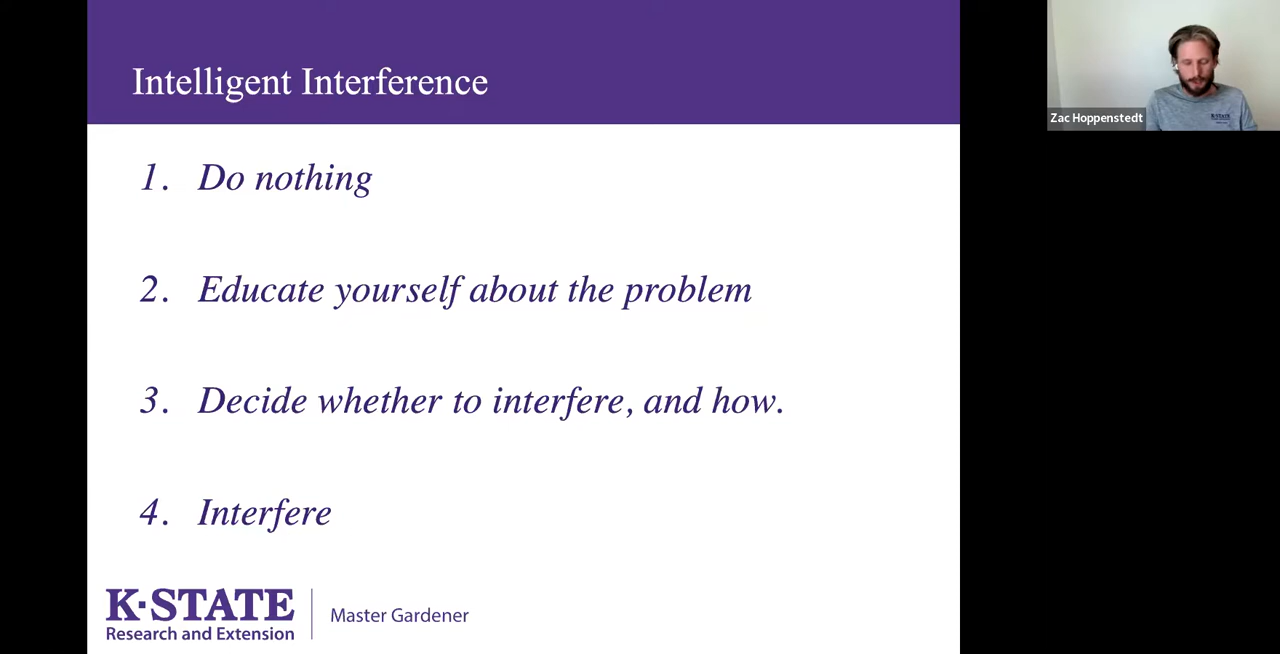 Intelligent Interference
Zac Hoppenstedt
1. Do nothing
2. Educate yourself about the problem
3. Decide whether to interfere, and how.
4. Interfere
K·STATE
Research and Extension
Master Gardener
K-STATE